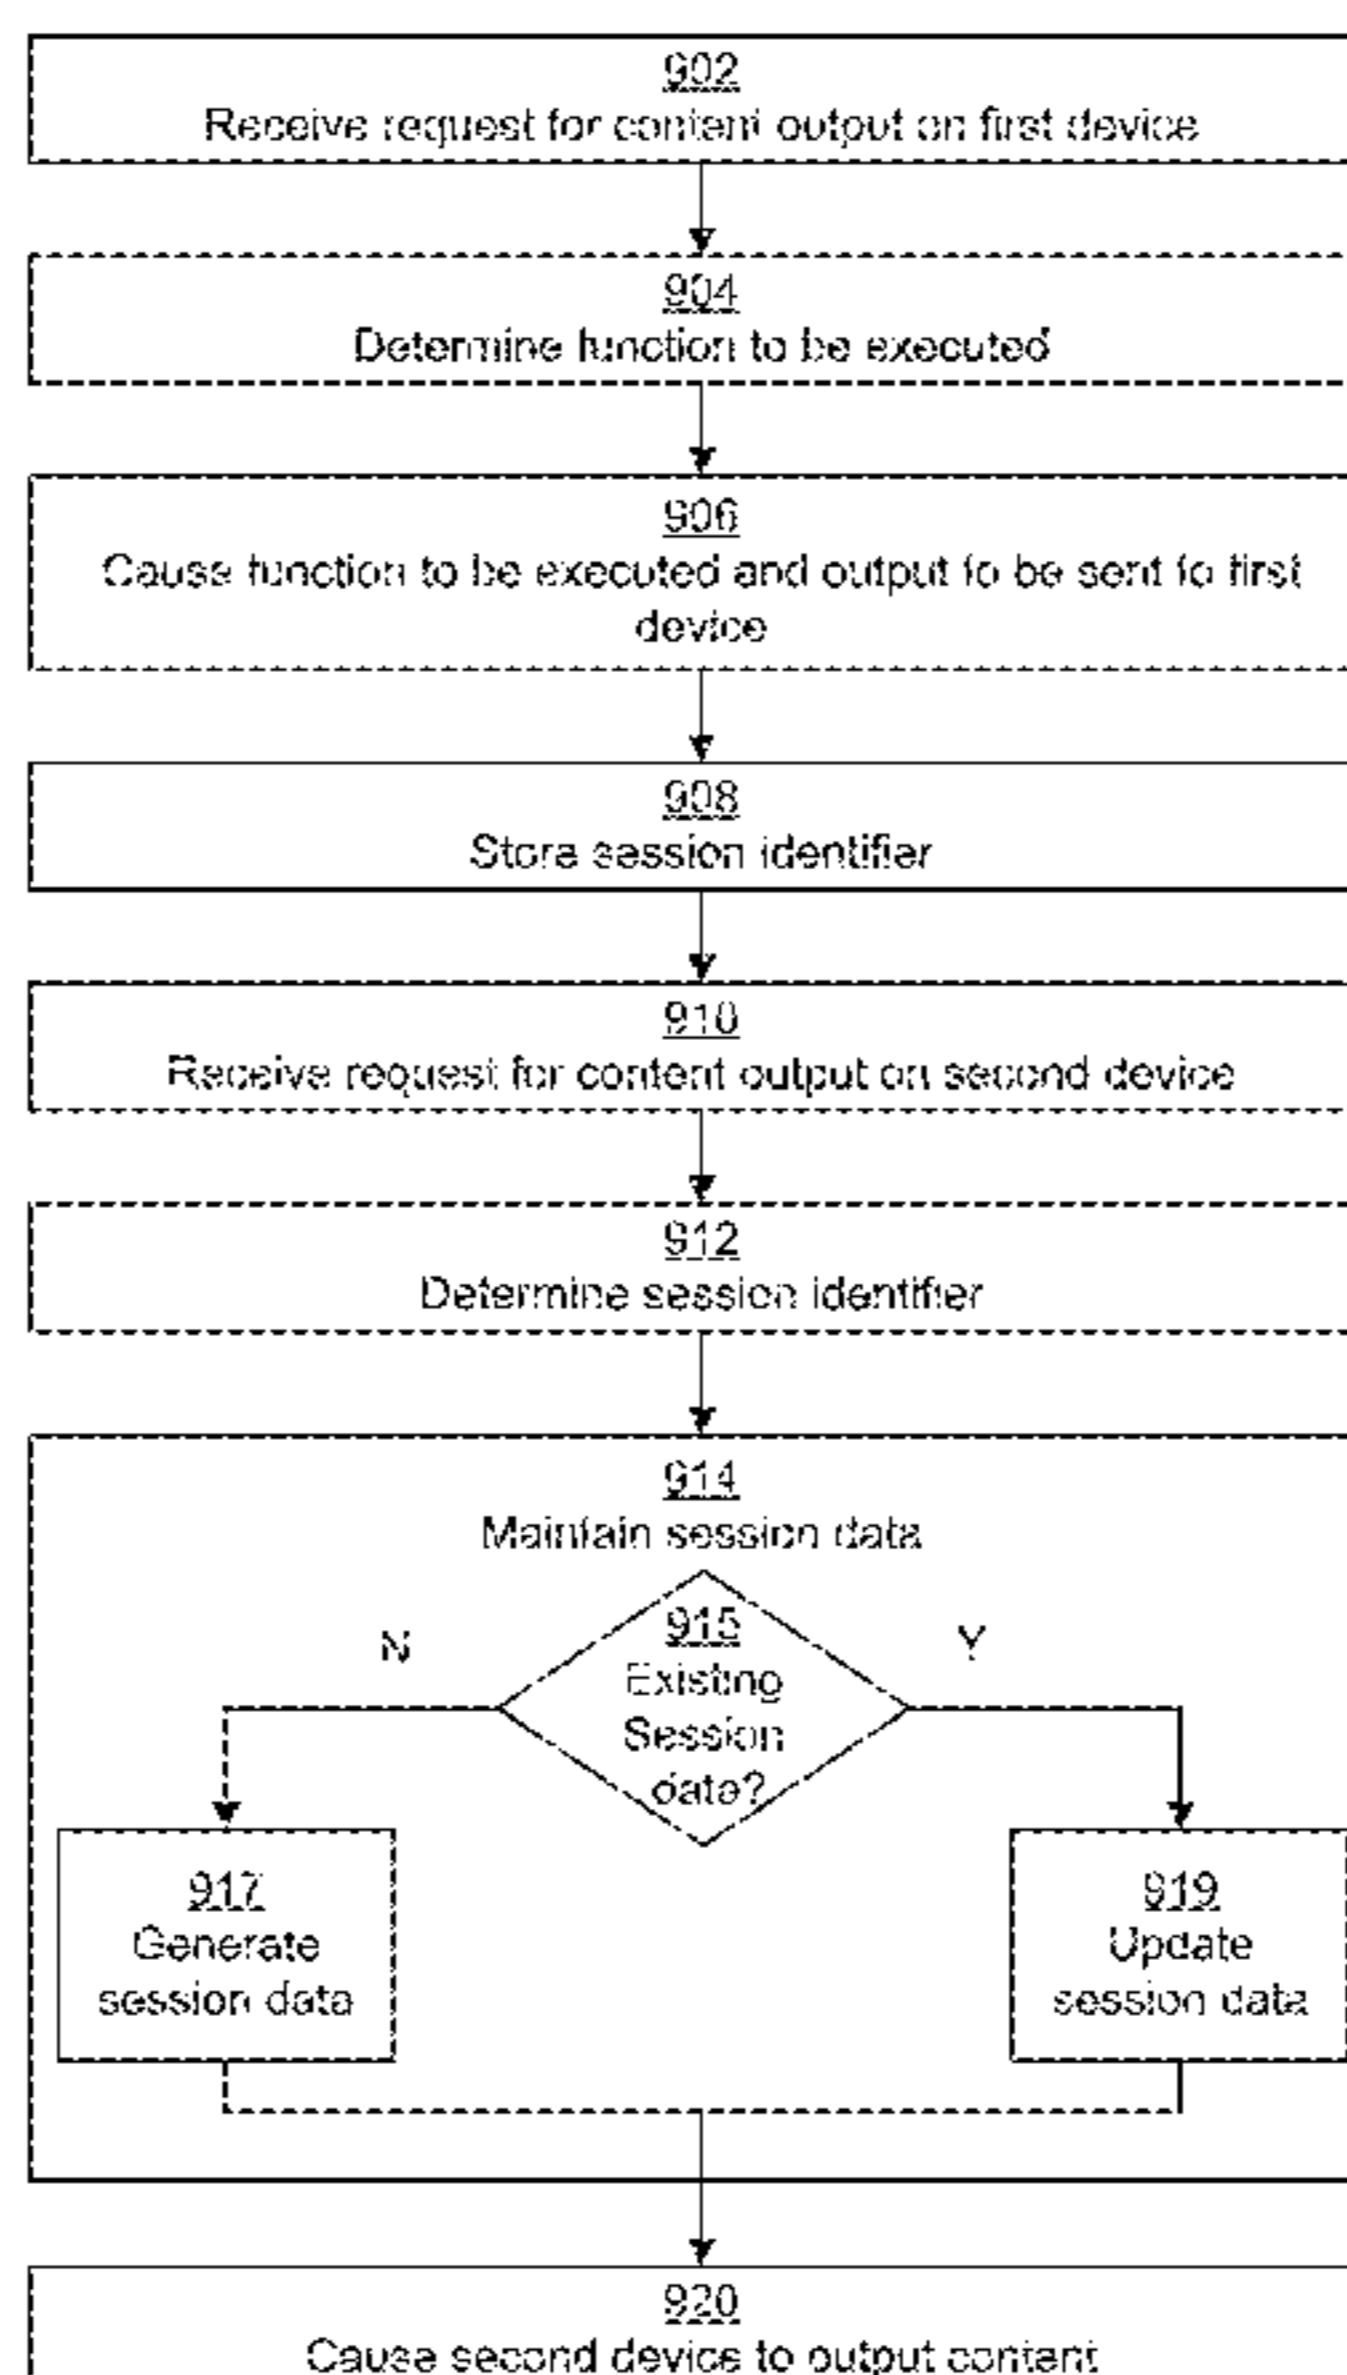 902
Receive request for content output on first device
904
Determine function to be executed
906
Cause function to be executed and output to be sent to first
device
908
Store session identifier
910
Receive request for content output on second device
912
Determine session identifier
914
Maintain session data
N
915
Y
Existing
Session
date?
917
Generate
session data
919
Update
session data
920
Cause second device to output content